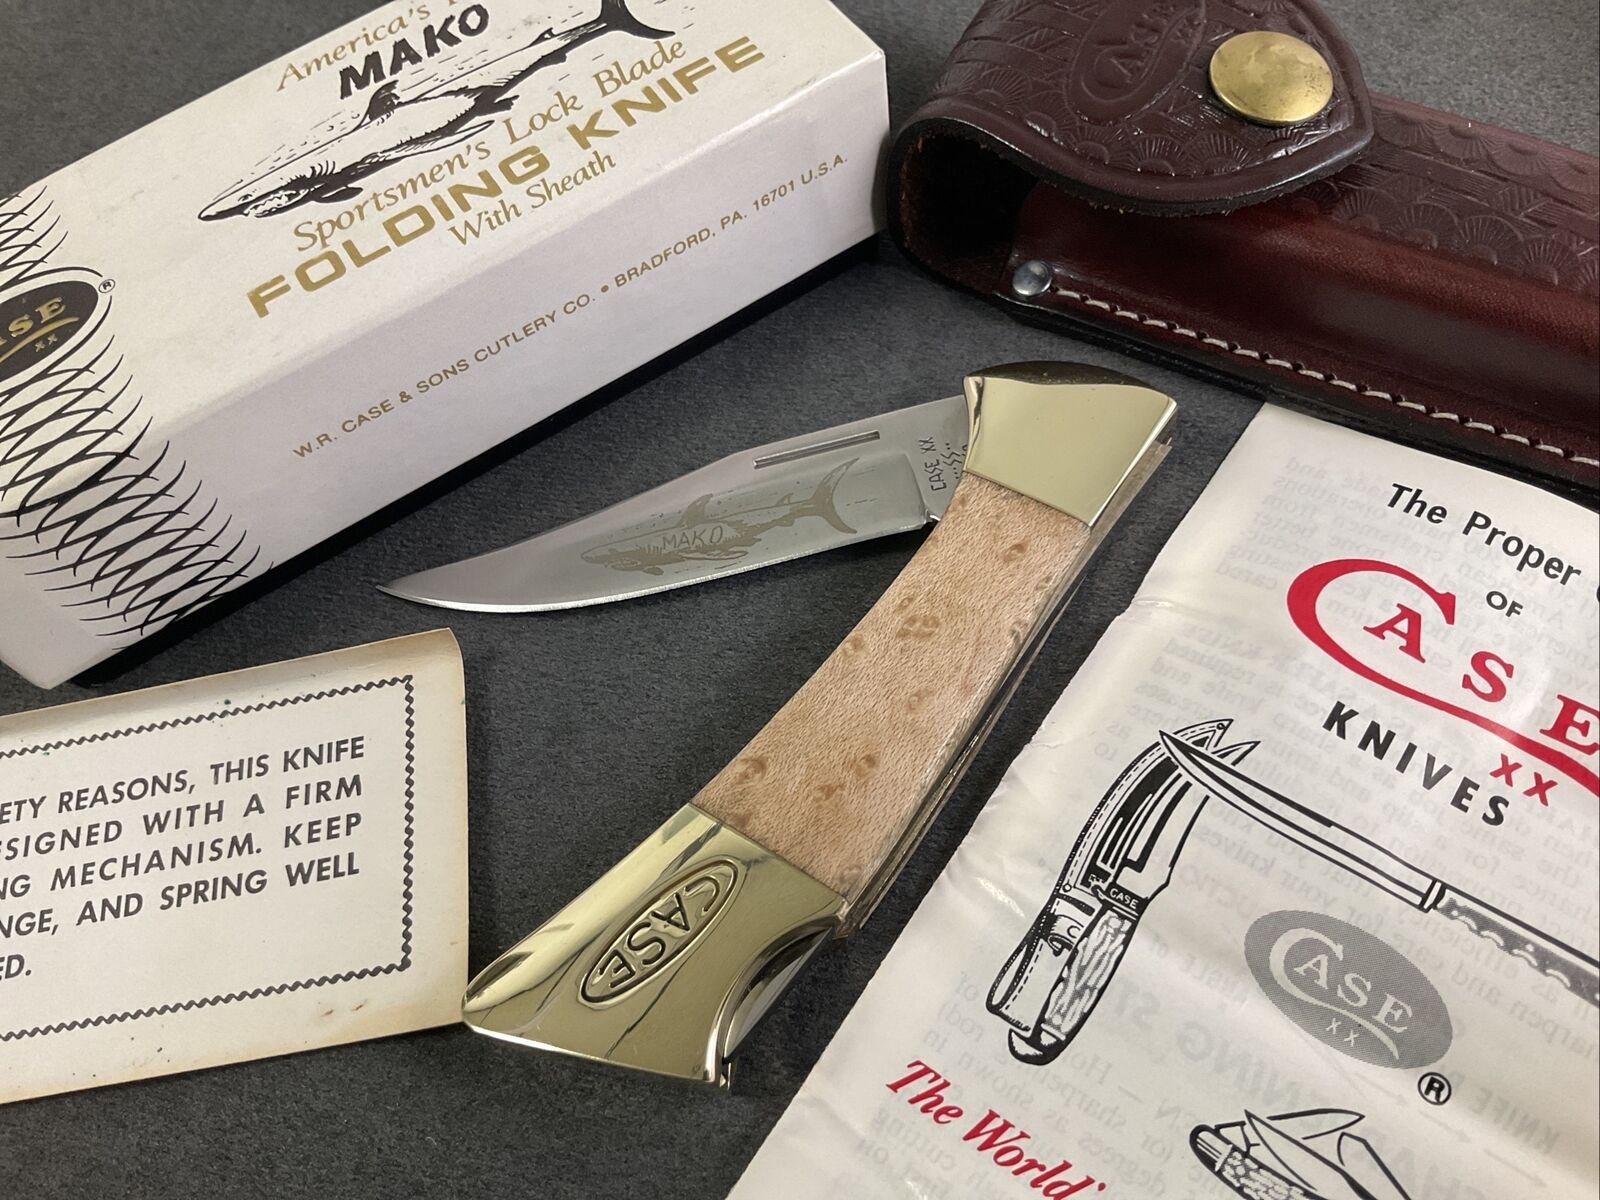 America's
MAKO
Sportsmen's Lock Blade
FOLDING KNIFE
With Sheath
W.R. CASE & SONS CUTLERY CO. • BRADFORD, PA. 16701 U.S.A.
ASE
XX
®
CASE
XX
CASE XX
MAKO
CASE
ETY REASONS, THIS KNIFE
SIGNED WITH A FIRM
NG MECHANISM. KEEP
NGE, AND SPRING WELL
ED.
The Proper
OF
CASE
XX
KNIVES
CASE
CASE
XX
®
The World'